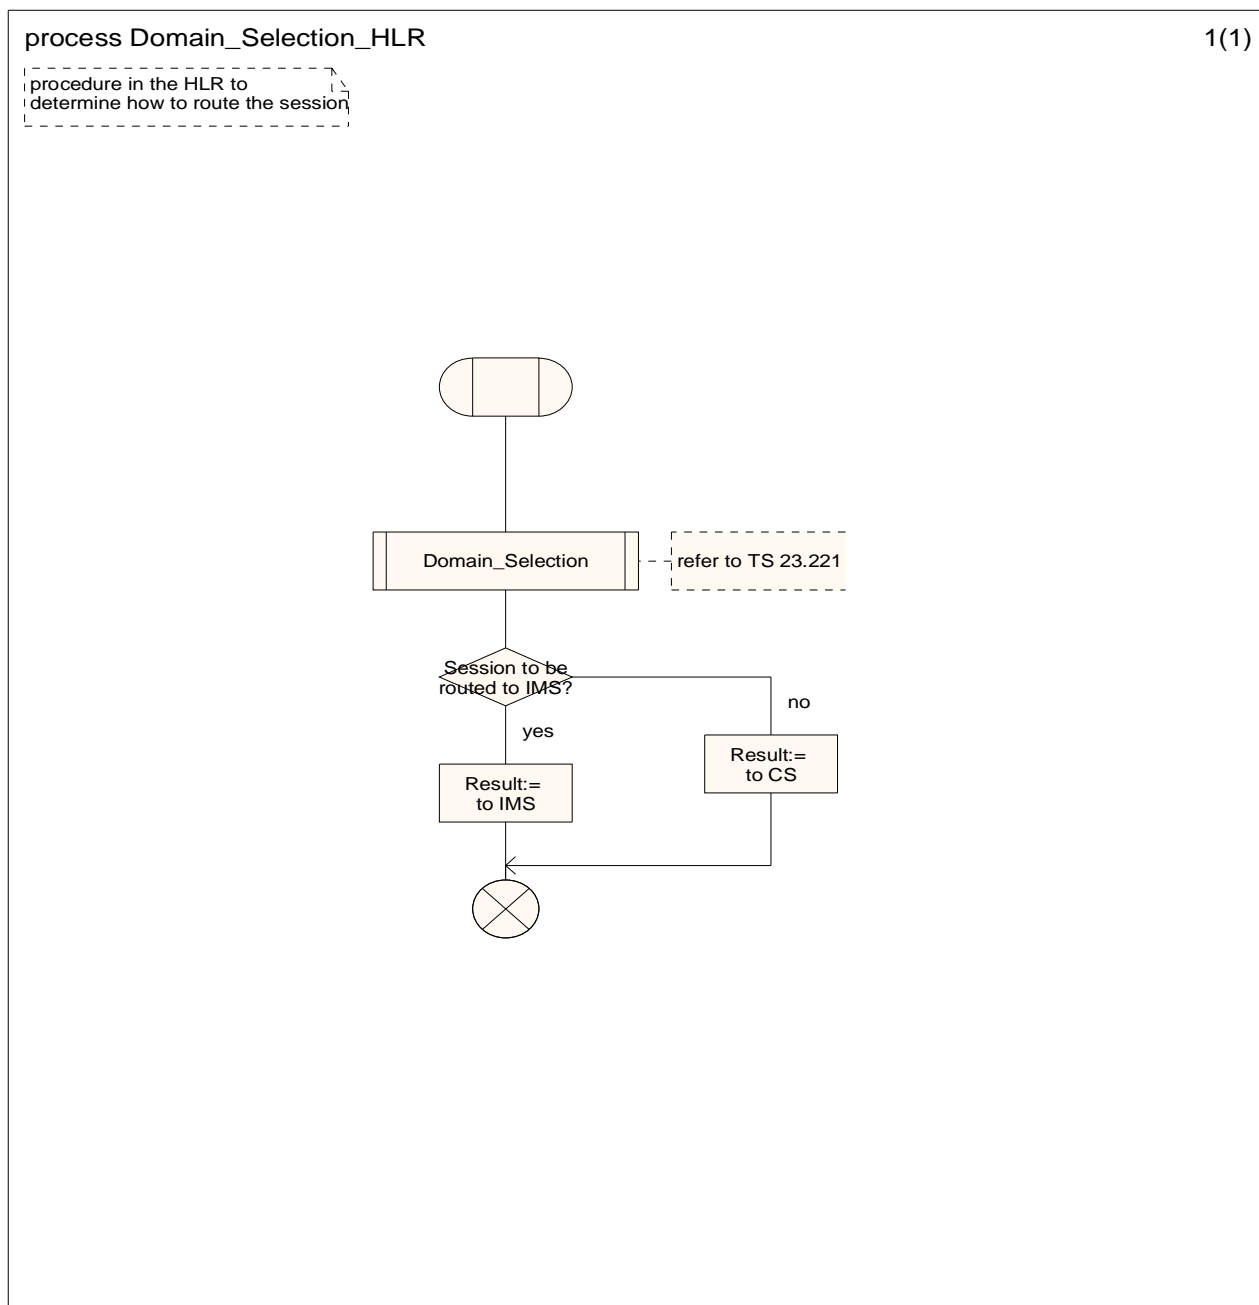 process Domain_Selection_HLR
1(1)
procedure in the HLR to
determine how to route the session
Domain_Selection
refer to TS 23.221
Session to be
routed to IMS?
no
yes
Result:=
to CS
Result:=
to IMS